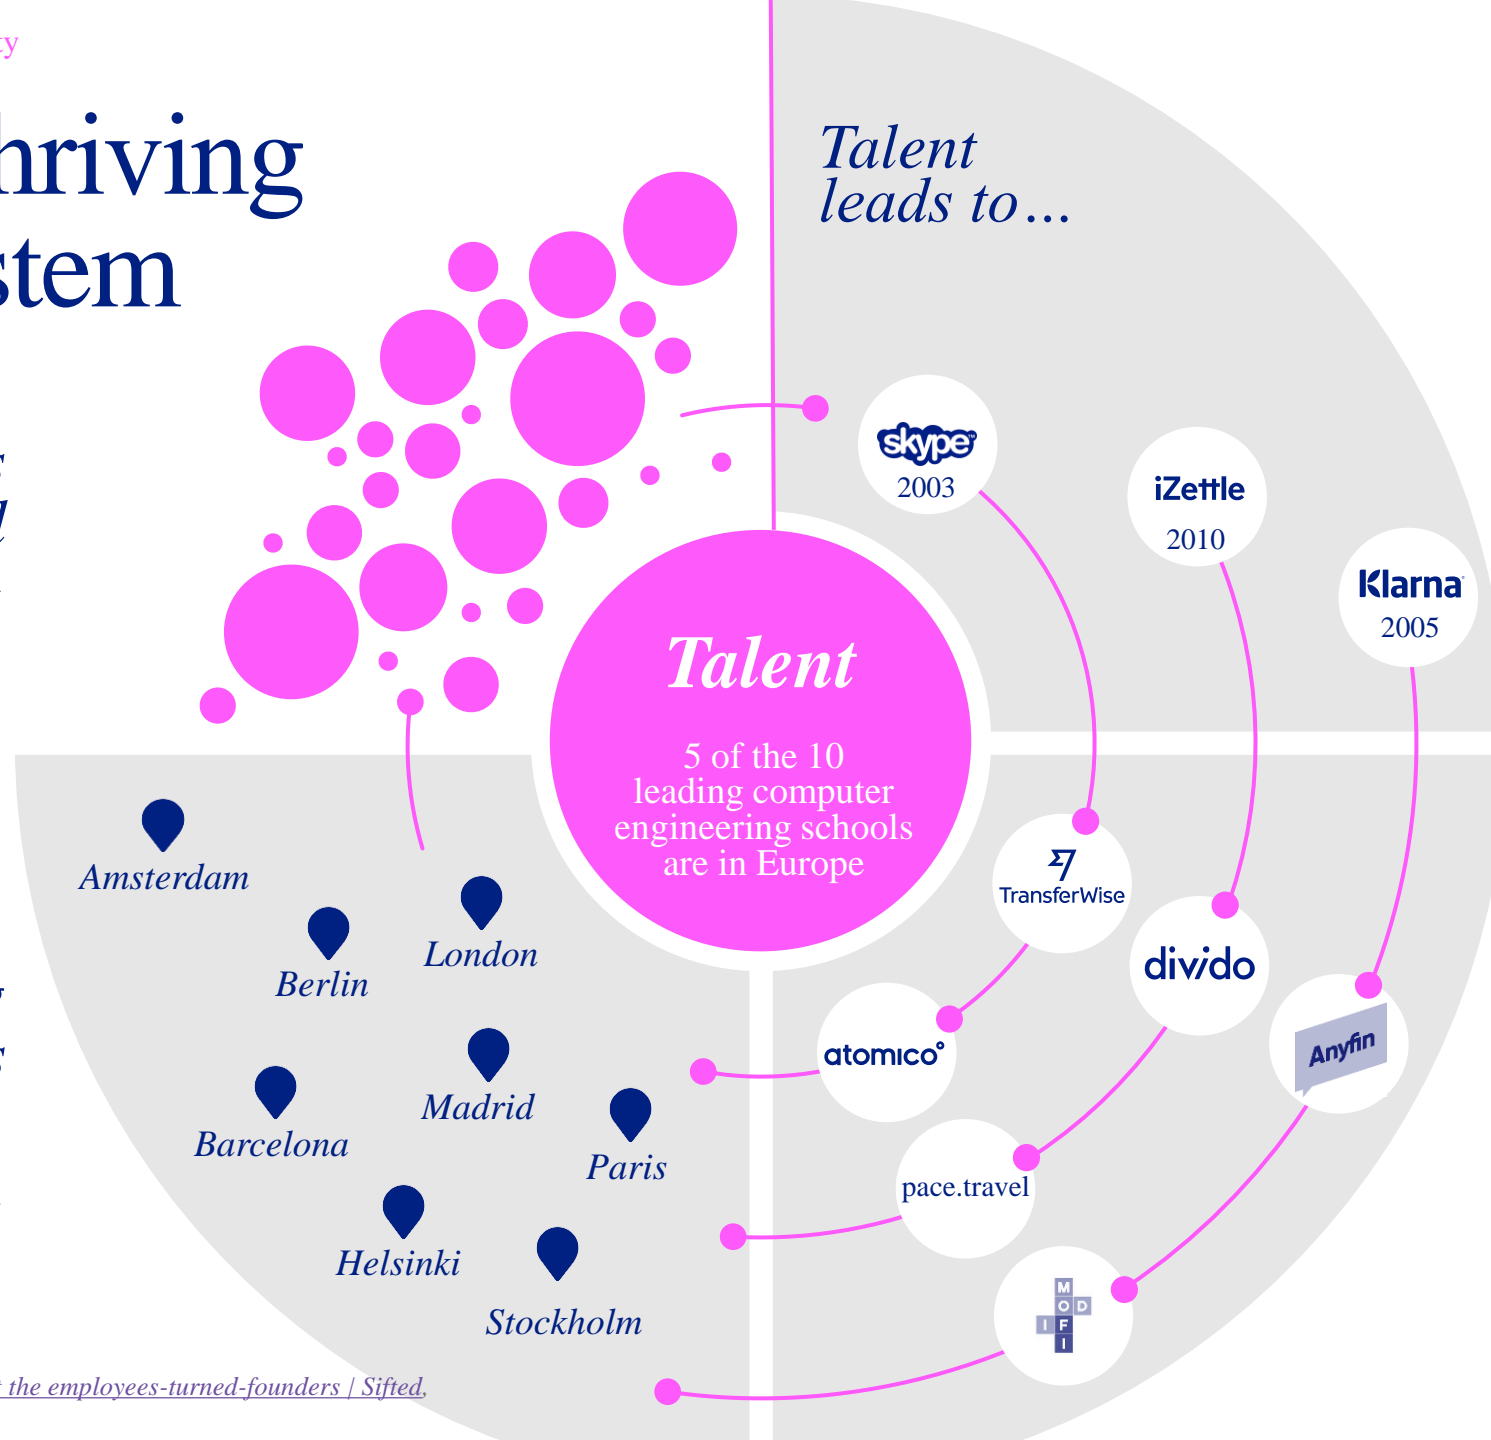 hriving
stem
Talent
leads to...
skype
2003
iZettle
2010
Klarna
2005
Talent
5 of the 10
leading computer
engineering schools
are in Europe
Amsterdam
Berlin
London
Barcelona
Madrid
Paris
Helsinki
Stockholm
TransferWise
divido
Anyfin
atomico
pace.travel
M
OD
IF
I
the employees-turned-founders | Sifted,